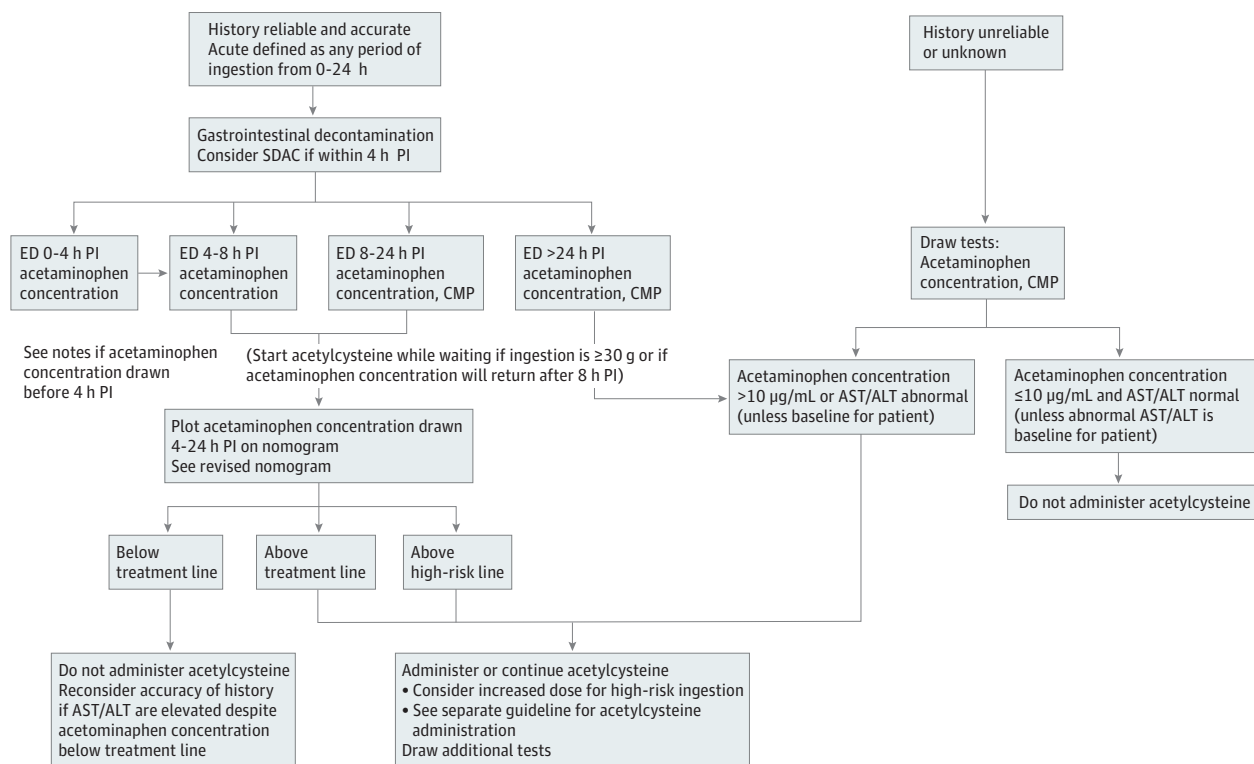 History reliable and accurate
Acute defined as any period of
ingestion from 0-24 h
History unreliable
or unknown
Gastrointestinal decontamination
Consider SDAC if within 4 h PI
ED 0-4 h PI
acetaminophen
concentration
ED 4-8 h PI
acetaminophen
concentration
ED 8-24 h PI
acetaminophen
concentration, CMP
ED >24 h PI
acetaminophen
concentration, CMP
Draw tests:
Acetaminophen
concentration, CMP
See notes if acetaminophen
concentration drawn
before 4 h PI
(Start acetylcysteine while waiting if ingestion is ≥30 g or if
acetaminophen concentration will return after 8 h PI)
Acetaminophen concentration
>10 µg/mL or AST/ALT abnormal
(unless baseline for patient)
Acetaminophen concentration
≤10 µg/mL and AST/ALT normal
(unless abnormal AST/ALT is
baseline for patient)
Plot acetaminophen concentration drawn
4-24 h PI on nomogram
See revised nomogram
Do not administer acetylcysteine
Below
treatment line
Above
treatment line
Above
high-risk line
Do not administer acetylcysteine
Reconsider accuracy of history
if AST/ALT are elevated despite
acetominaphen concentration
below treatment line
Administer or continue acetylcysteine
• Consider increased dose for high-risk ingestion
• See separate guideline for acetylcysteine
administration
Draw additional tests